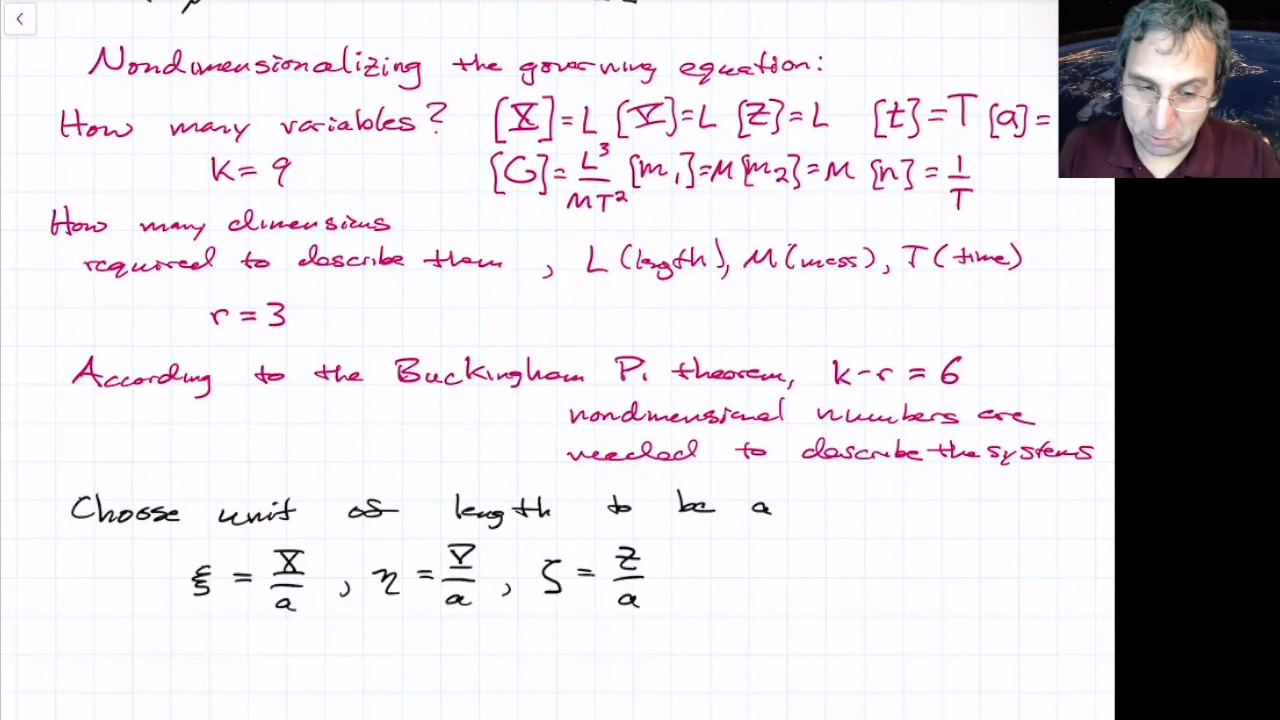 Nondimensionalizing the governing equation:
How many variables? [X]=L [Y]=L [Z]=L [t]=T [a]=
k=9 [G]=L³/MT² [m₁]=M [m₂]=M [n]=1/T
How many dimensions
required to describe them, L(length), M(mass), T(time)
r=3
According to the Buckingham Pi theorem, k-r=6
nondimensional numbers are
needed to describe the systems
Choose unit of length to be a
ξ = X/a, η = Y/a, ζ = Z/a